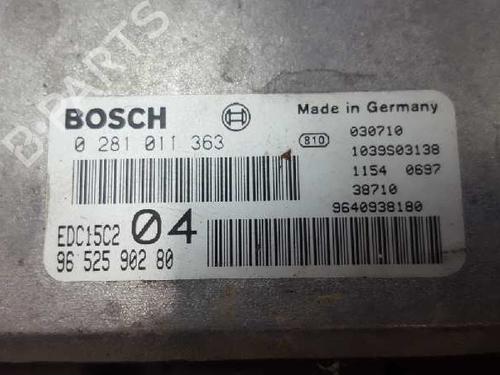 B-PARTS
BOSCH
Made in Germany
0 281 011 363
810
030710
1039S03138
1154 0697
38710
9640938180
EDC15C2 04
96 525 902 80